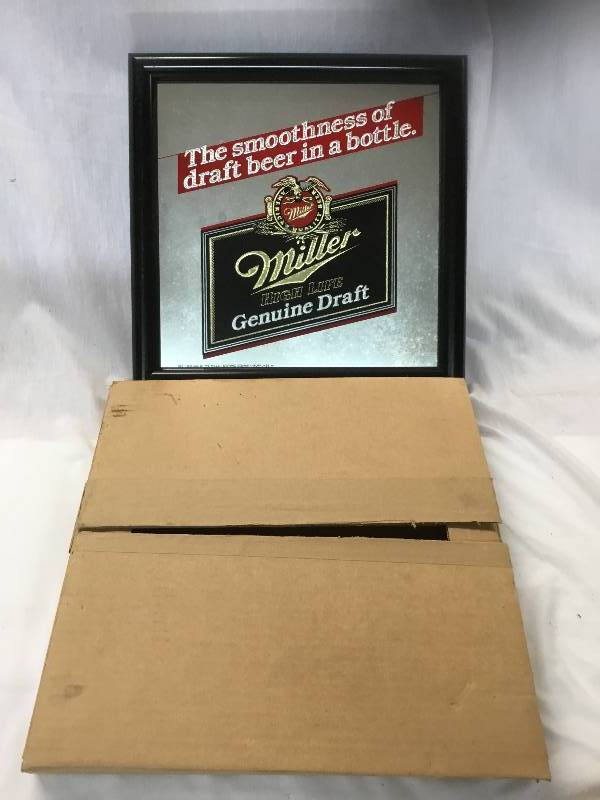 The smoothness of
draft beer in a bottle.
Miller
Miller
HIGH LIFE
Genuine Draft